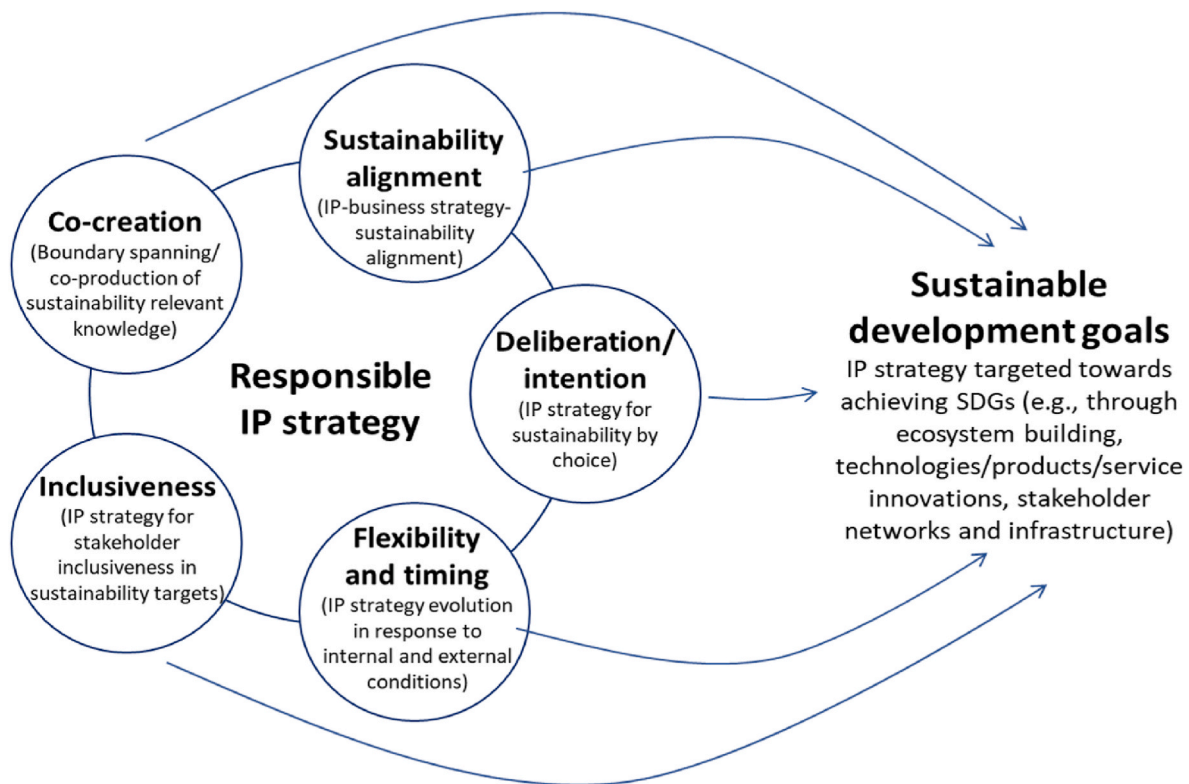 Sustainability
alignment
(IP-business strategy-
sustainability
alignment)
Co-creation
(Boundary spanning/
co-production of
sustainability relevant
knowledge)
Deliberation/
intention
(IP strategy for
sustainability by
choice)
Responsible
IP strategy
Inclusiveness
(IP strategy for
stakeholder
inclusiveness in
sustainability targets)
Flexibility
and timing
(IP strategy evolution
in response to
internal and external
conditions)
Sustainable
development goals
IP strategy targeted towards
achieving SDGs (e.g., through
ecosystem building,
technologies/products/service
innovations, stakeholder
networks and infrastructure)